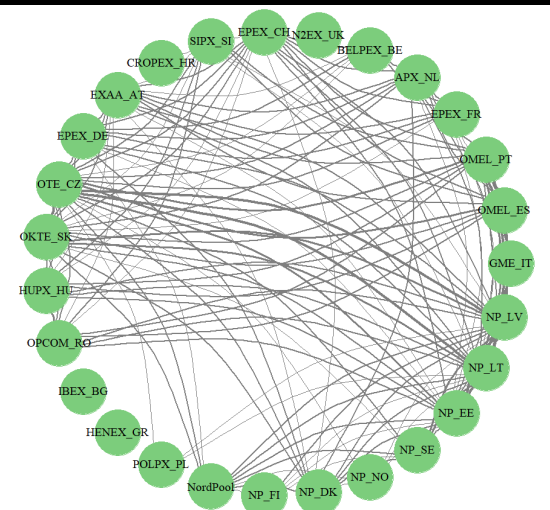 EPEX_CH
N2EX_UK
SIPX_SI
BELPEX_BE
CROPEX_HR
APX_NL
EXAA_AT
EPEX_FR
EPEX_DE
OMEL_PT
OTE_CZ
OMEL_ES
OKTE_SK
GME_IT
HUPX_HU
NP_LV
OPCOM_RO
NP_LT
IBEX_BG
NP_EE
HENEX_GR
NP_SE
POLPX_PL
NP_NO
NordPool
NP_DK
NP_FI